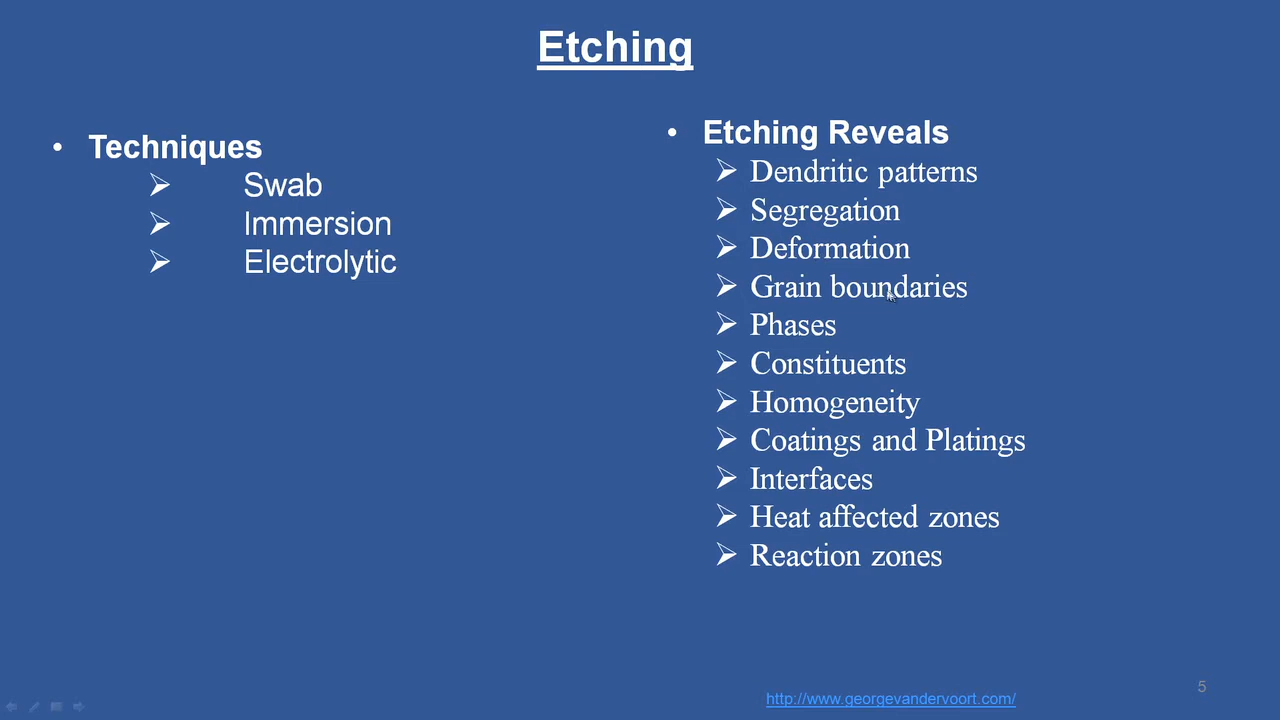 Etching
• Techniques
➢ Swab
➢ Immersion
➢ Electrolytic
• Etching Reveals
➢ Dendritic patterns
➢ Segregation
➢ Deformation
➢ Grain boundaries
➢ Phases
➢ Constituents
➢ Homogeneity
➢ Coatings and Platings
➢ Interfaces
➢ Heat affected zones
➢ Reaction zones
http://www.georgevandervoort.com/
5